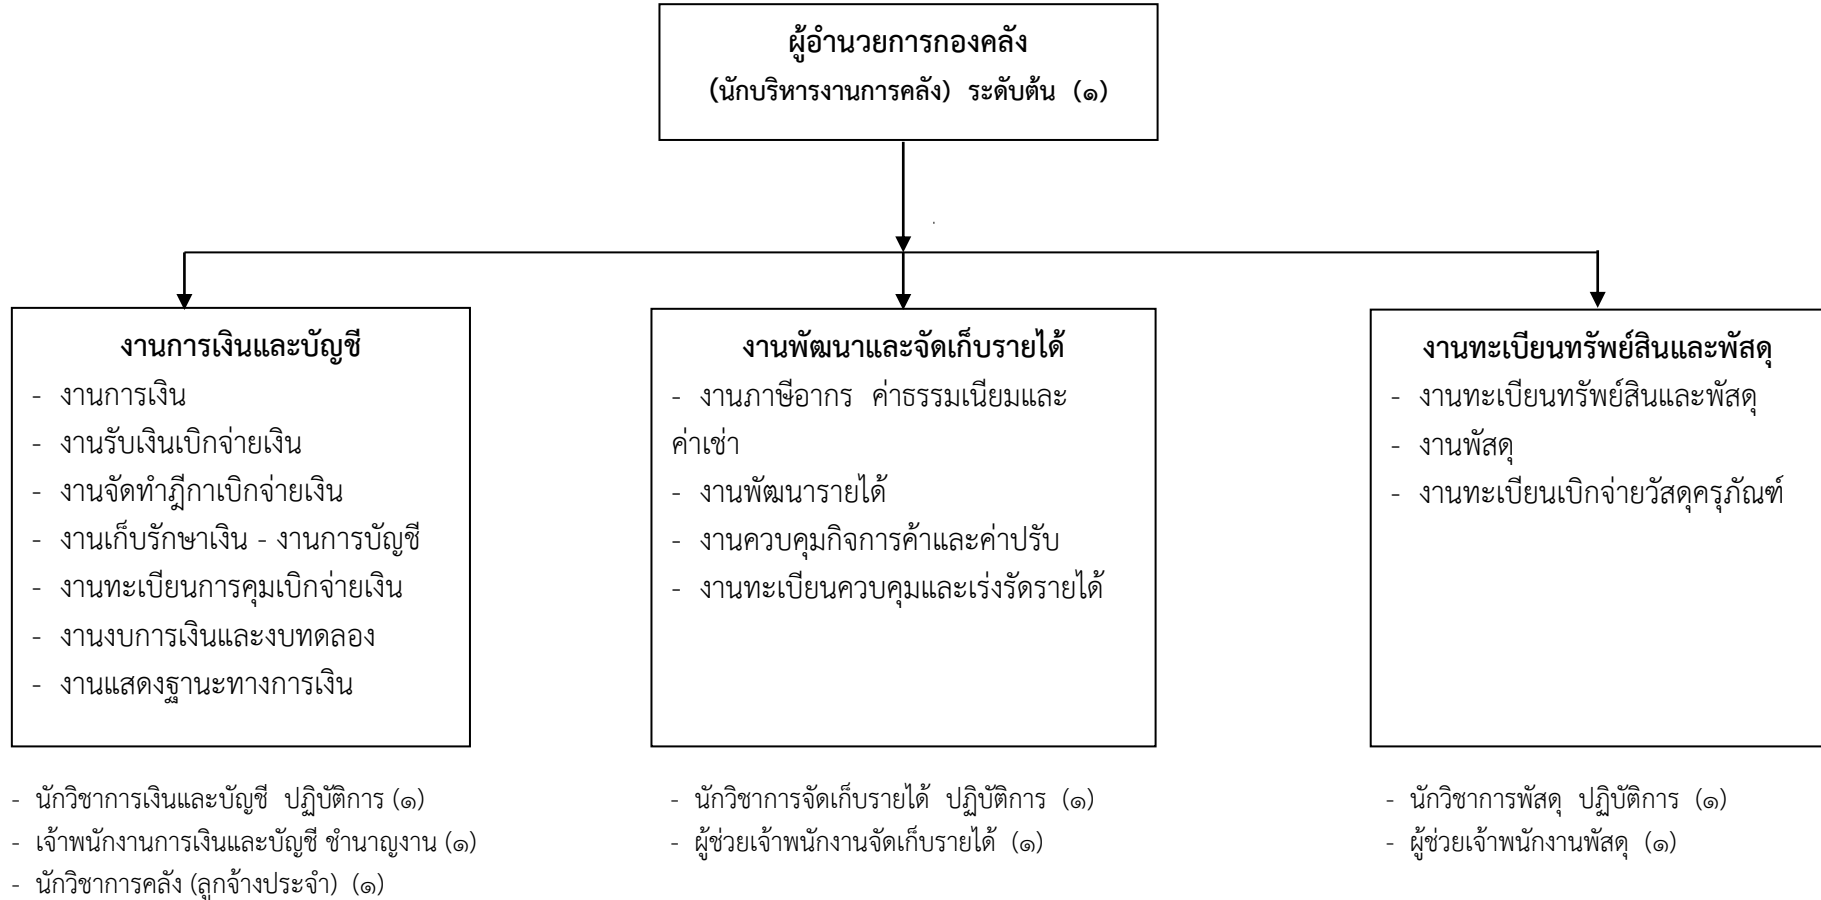 ผู้อำนวยการกองคลัง
(นักบริหารงานการคลัง) ระดับต้น (๑)
งานการเงินและบัญชี
- งานการเงิน
- งานรับเงินเบิกจ่ายเงิน
- งานจัดทำฎีกาเบิกจ่ายเงิน
- งานเก็บรักษาเงิน - งานการบัญชี
- งานทะเบียนการคุมเบิกจ่ายเงิน
- งานงบการเงินและงบทดลอง
- งานแสดงฐานะทางการเงิน
งานพัฒนาและจัดเก็บรายได้
- งานภาษีอากร ค่าธรรมเนียมและ
ค่าเช่า
- งานพัฒนารายได้
- งานควบคุมกิจการค้าและค่าปรับ
- งานทะเบียนควบคุมและเร่งรัดรายได้
งานทะเบียนทรัพย์สินและพัสดุ
- งานทะเบียนทรัพย์สินและพัสดุ
- งานพัสดุ
- งานทะเบียนเบิกจ่ายวัสดุครุภัณฑ์
- นักวิชาการเงินและบัญชี ปฏิบัติการ (๑)
- เจ้าพนักงานการเงินและบัญชี ชำนาญงาน (๑)
- นักวิชาการคลัง (ลูกจ้างประจำ) (๑)
- นักวิชาการจัดเก็บรายได้ ปฏิบัติการ (๑)
- ผู้ช่วยเจ้าพนักงานจัดเก็บรายได้ (๑)
- นักวิชาการพัสดุ ปฏิบัติการ (๑)
- ผู้ช่วยเจ้าพนักงานพัสดุ (๑)